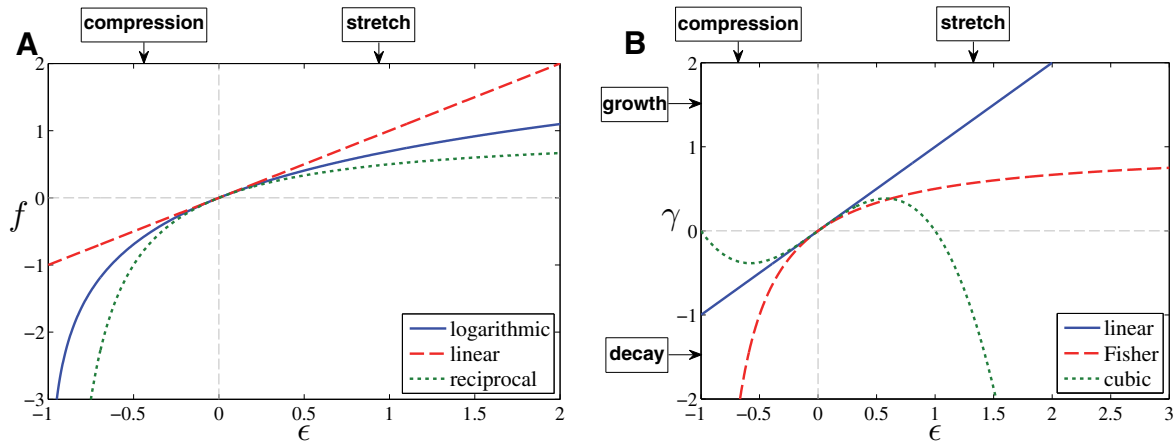 compression
stretch
A
2
1
0
−1
−2
−3
f
−1
−0.5
0
0.5
1
1.5
2
ϵ
logarithmic
linear
reciprocal
compression
stretch
B
growth
decay
2
1
0
−1
−2
γ
−1
−0.5
0
0.5
1
1.5
2
2.5
3
ϵ
linear
Fisher
cubic